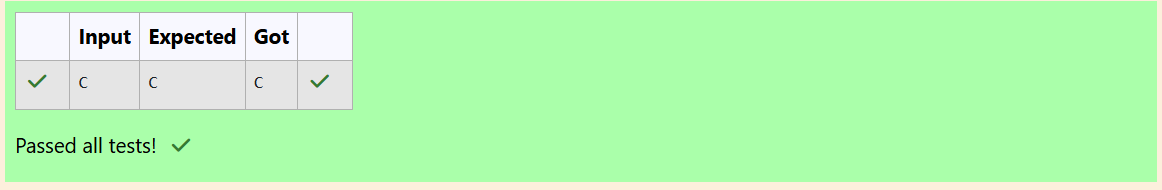 Input Expected Got
C C C
Passed all tests!